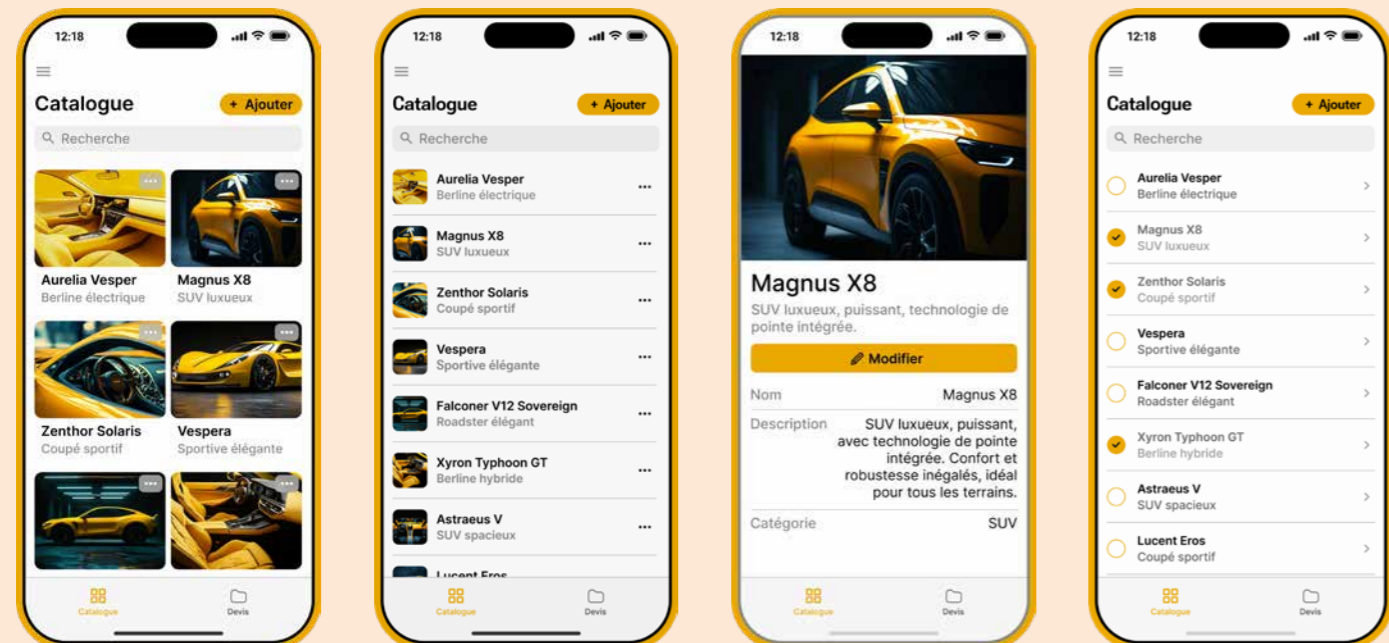 12:18
Catalogue
+ Ajouter
Recherche
Aurelia Vesper
Berline électrique
Magnus X8
SUV luxueux
Zenthor Solaris
Coupé sportif
Vespera
Sportive élégante
Catalogue
Devis
12:18
Catalogue
+ Ajouter
Recherche
Aurelia Vesper
Berline électrique
Magnus X8
SUV luxueux
Zenthor Solaris
Coupé sportif
Vespera
Sportive élégante
Falconer V12 Sovereign
Roadster élégant
Xyron Typhoon GT
Berline hybride
Astraeus V
SUV spacieux
Lucent Eros
Catalogue
Devis
12:18
Magnus X8
SUV luxueux, puissant, technologie de
pointe intégrée.
Modifier
Nom Magnus X8
Description SUV luxueux, puissant,
avec technologie de pointe
intégrée. Confort et
robustesse inégalés, idéal
pour tous les terrains.
Catégorie SUV
Catalogue
Devis
12:18
Catalogue
+ Ajouter
Recherche
Aurelia Vesper
Berline électrique
Magnus X8
SUV luxueux
Zenthor Solaris
Coupé sportif
Vespera
Sportive élégante
Falconer V12 Sovereign
Roadster élégant
Xyron Typhoon GT
Berline hybride
Astraeus V
SUV spacieux
Lucent Eros
Coupé sportif
Catalogue
Devis